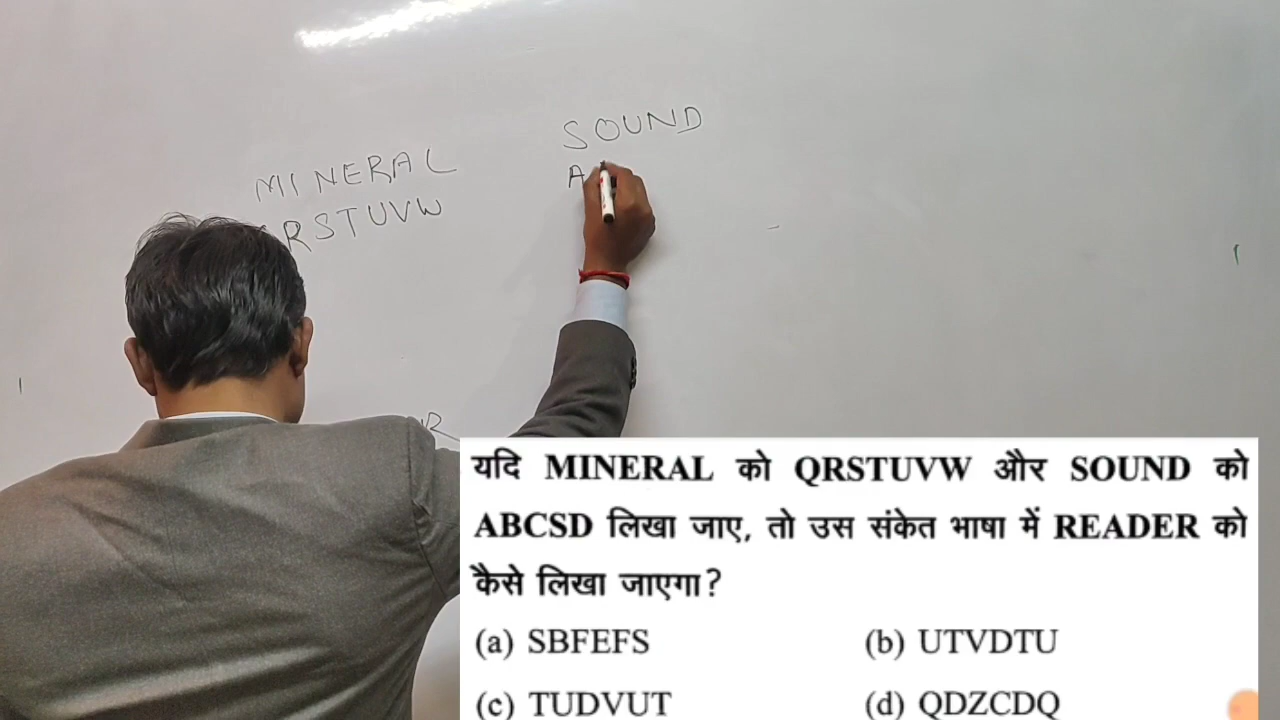 SOUND
MINERAL
A
RSTUVW
R
यदि MINERAL को QRSTUVW और SOUND को
ABCSD लिखा जाए, तो उस संकेत भाषा में READER को
कैसे लिखा जाएगा?
(a) SBFEFS (b) UTVDTU
(c) TUDVUT (d) QDZCDQ